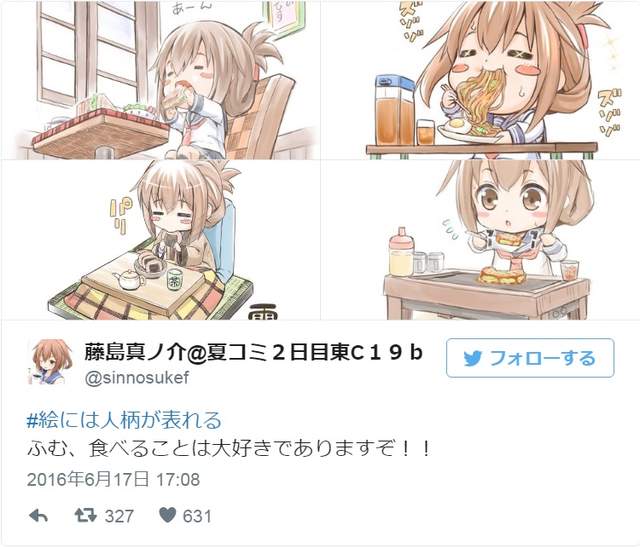 あーん
ズゾゾ
ズゾゾ
パリ
茶
藤島真ノ介@夏コミ2日目東C19b
@sinnosukef
フォローする
#絵には人柄が表れる
ふむ、食べることは大好きでありますぞ！！
2016年6月17日 17:08
327
631